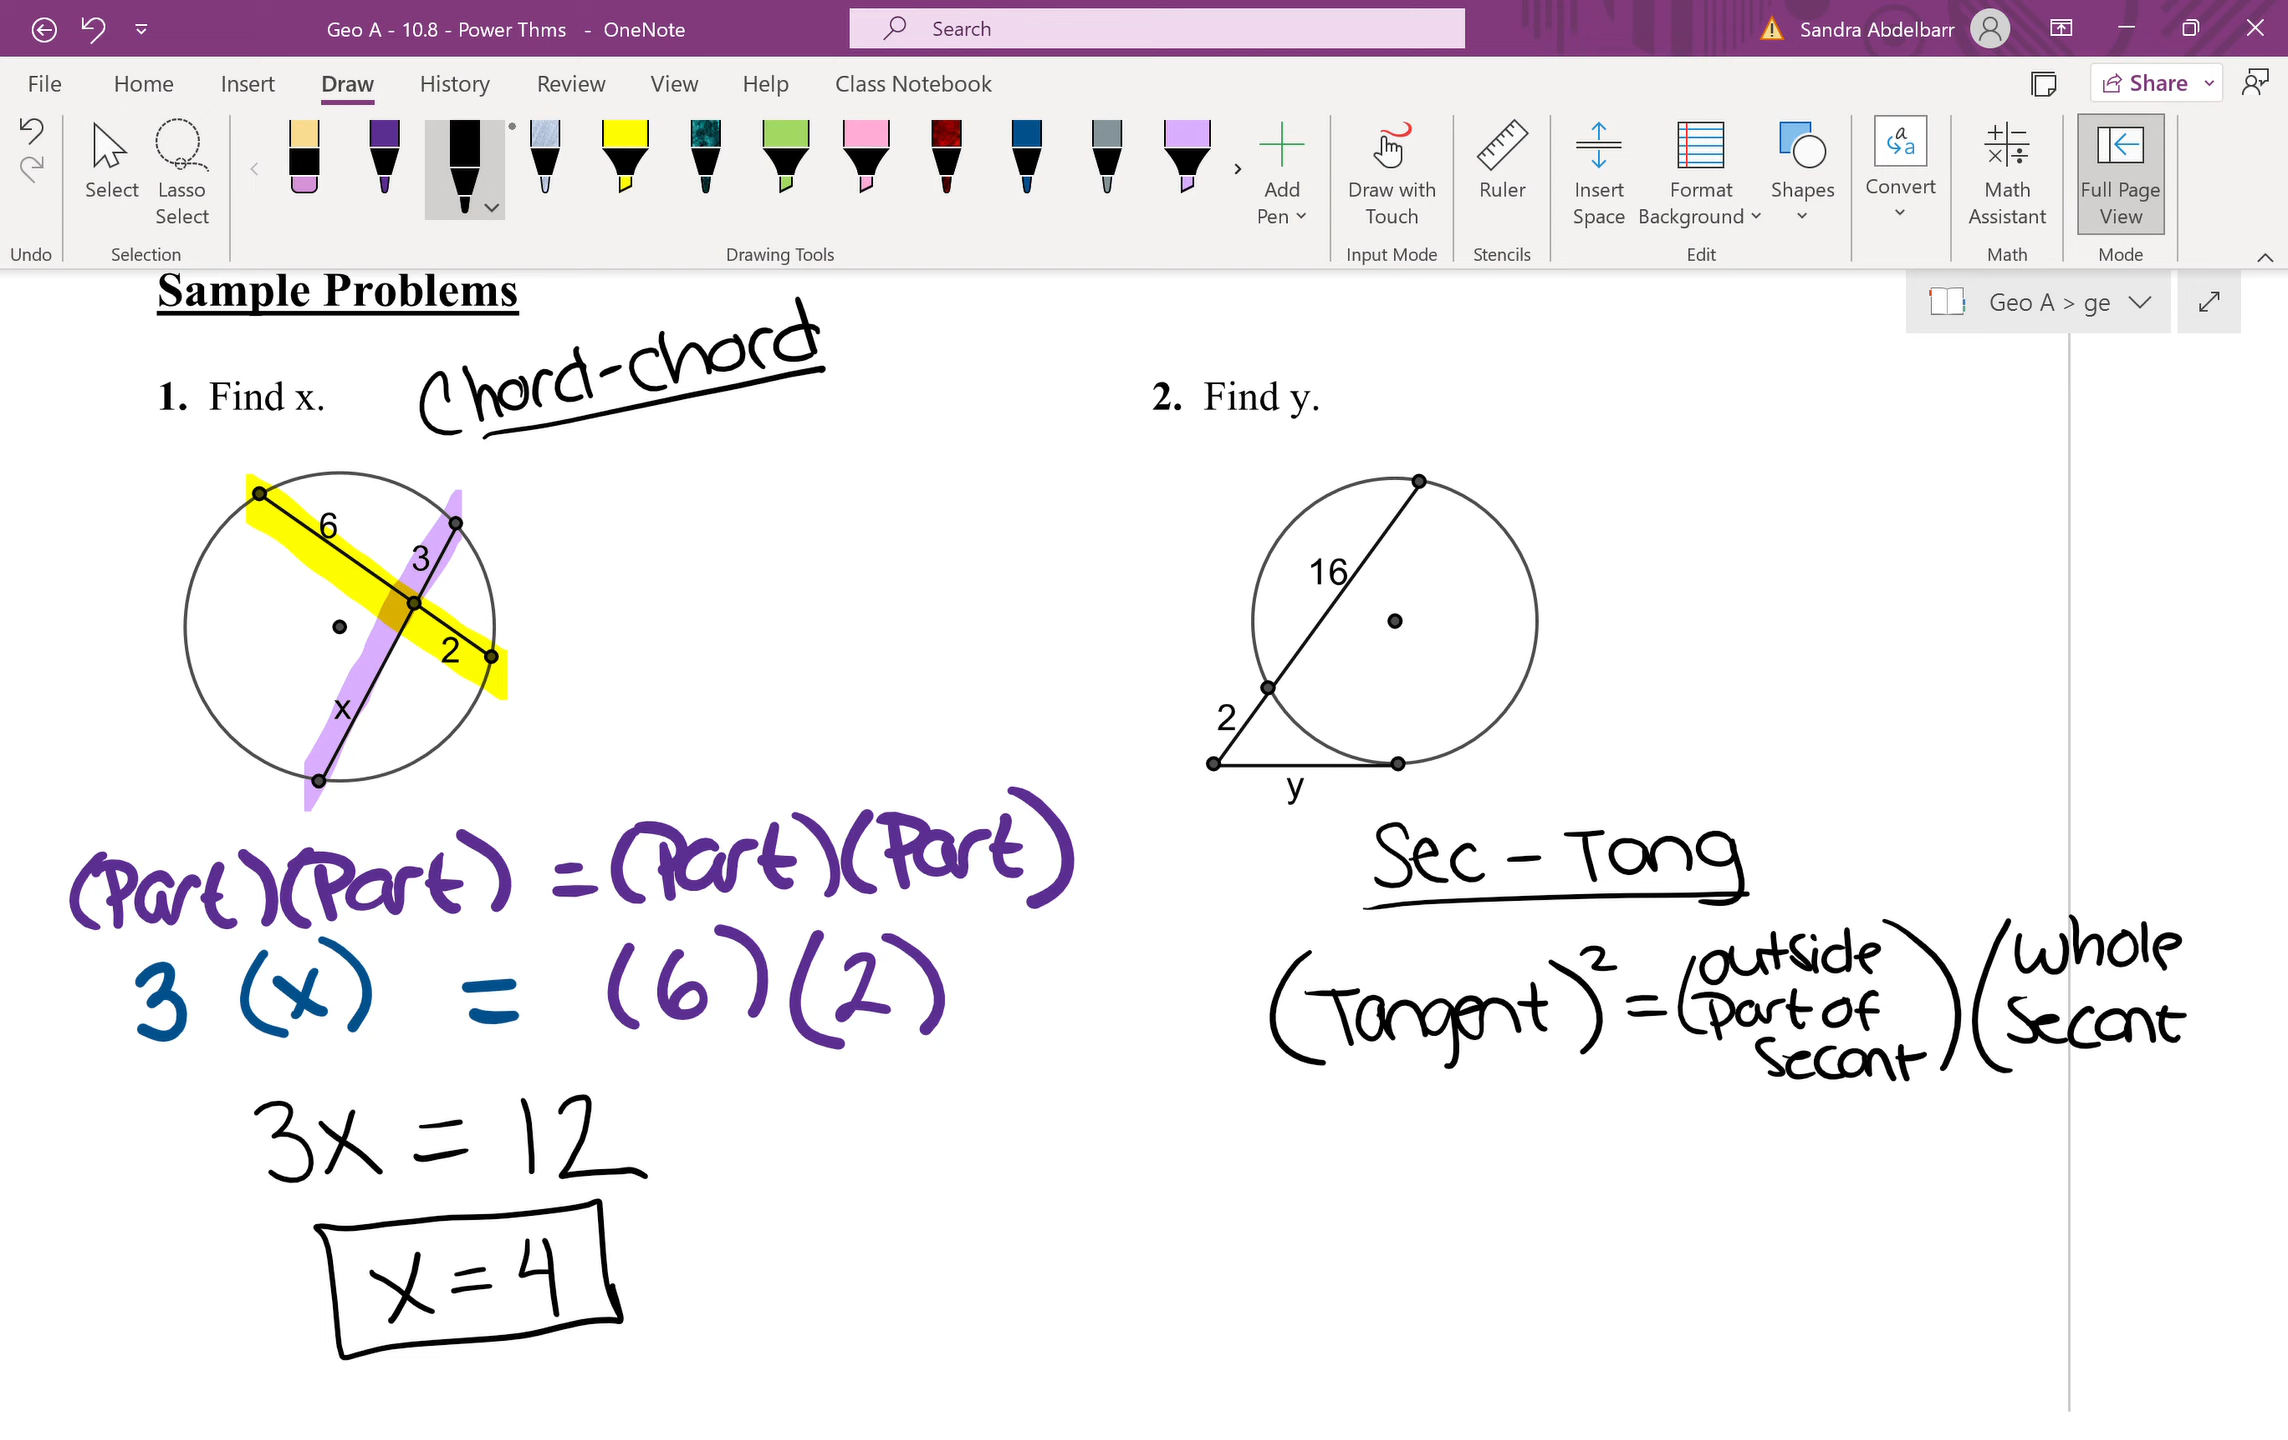 Geo A - 10.8 - Power Thms - OneNote
Search
Sandra Abdelbarr
File Home Insert Draw History Review View Help Class Notebook
Share
Select
Lasso Select
Add Pen
Draw with Touch
Ruler
Insert Space
Format Background
Shapes
Convert
Math Assistant
Full Page View
Undo Selection Drawing Tools Input Mode Stencils Edit Math Mode
Geo A > ge
Sample Problems
Chord-chord
1. Find x.
6
3
2
x
(Part)(Part) = (Part)(Part)
3 (x) = (6)(2)
3x = 12
x = 4
2. Find y.
16
2
y
Sec - Tang
(Tangent)² = (outside part of secant)(whole secant